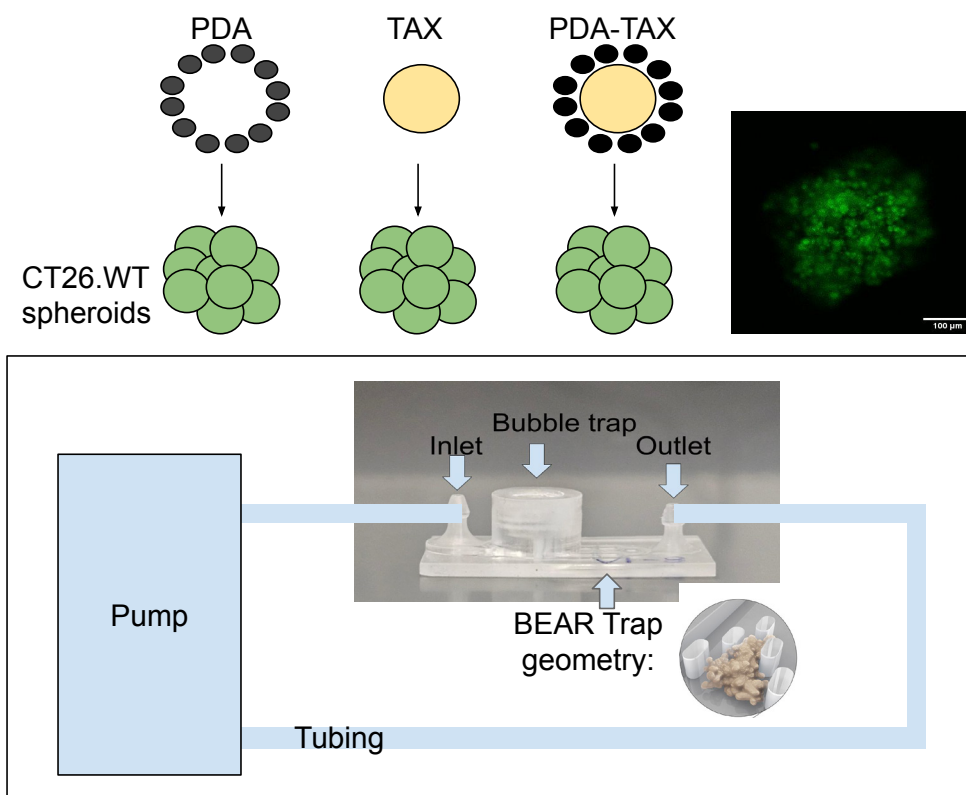 PDA
TAX
PDA-TAX
CT26.WT
spheroids
100 µm
Bubble trap
Inlet
Outlet
Pump
BEAR Trap
geometry:
Tubing